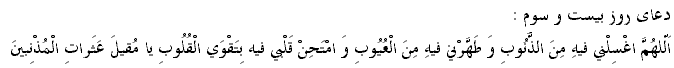 دعای روز بیست و سوم :
اَللهُمَّ اغْسِلْني فيهِ مِنَ الذُّنُوبِ وَ طَهِّرْنيِ فيهِ مِنَ الْعُيُوبِ وَ امْتَحِنْ قَلْبي فيه بِتَقْوَي الْقُلُوبِ يا مُقيلَ عَثَراتِ الْمُذْنِبينَ